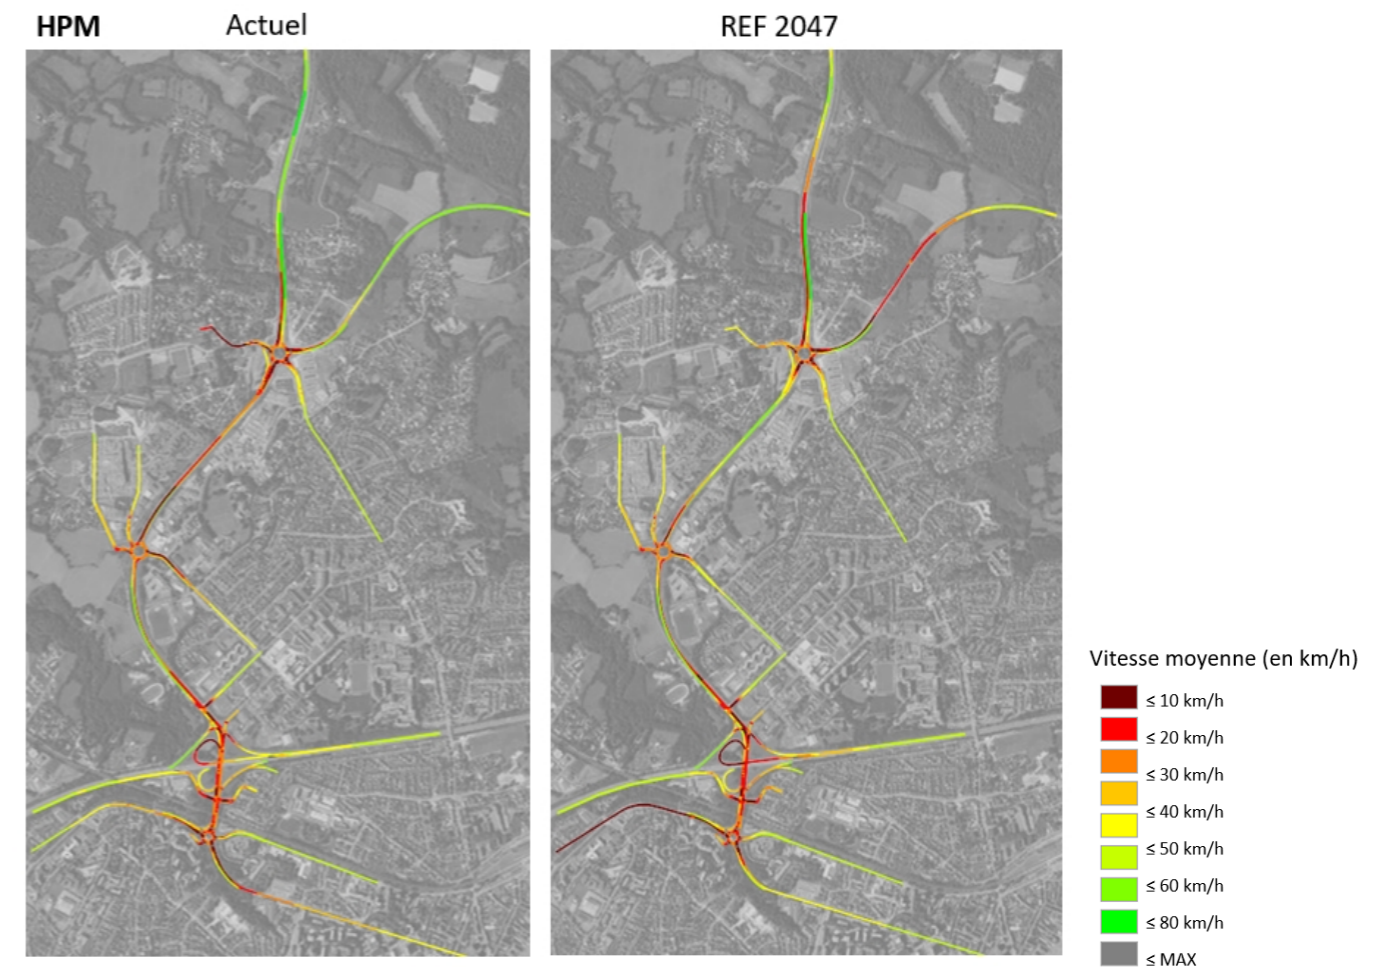 HPM
Actuel
REF 2047
Vitesse moyenne (en km/h)
≤ 10 km/h
≤ 20 km/h
≤ 30 km/h
≤ 40 km/h
≤ 50 km/h
≤ 60 km/h
≤ 80 km/h
≤ MAX